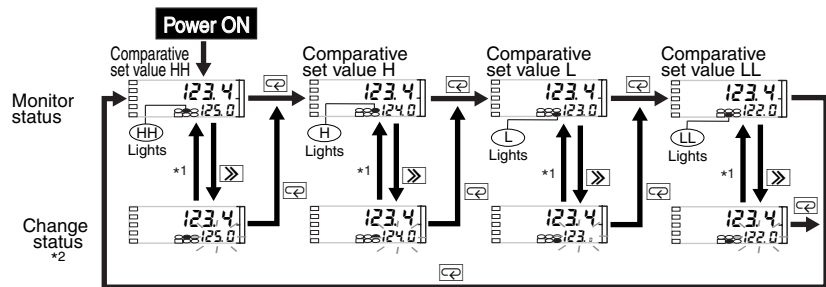 Power ON
Comparative
set value HH
Comparative
set value H
Comparative
set value L
Comparative
set value LL
Monitor
status
123.4
125.0
123.4
124.0
123.4
123.0
123.4
122.0
HH
Lights
H
Lights
L
Lights
LL
Lights
*1
*1
*1
*1
Change
status
*2
123.4
125.0
123.4
124.0
123.4
123.
123.4
122.0